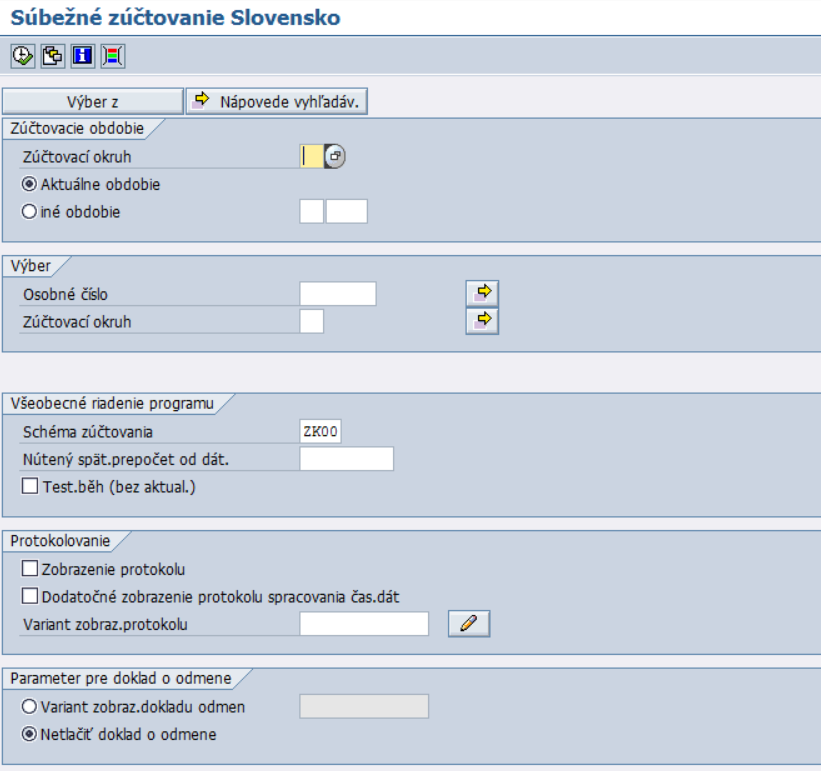 Súbežné zúčtovanie Slovensko
Výber z
Nápovede vyhľadáv.
Zúčtovacie obdobie
Zúčtovací okruh
Aktuálne obdobie
iné obdobie
Výber
Osobné číslo
Zúčtovací okruh
Všeobecné riadenie programu
Schéma zúčtovania ZK00
Nútený spät.prepočet od dát.
Test.běh (bez aktual.)
Protokolovanie
Zobrazenie protokolu
Dodatočné zobrazenie protokolu spracovania čas.dát
Variant zobraz.protokolu
Parameter pre doklad o odmene
Variant zobraz.dokladu odmen
Netlačiť doklad o odmene